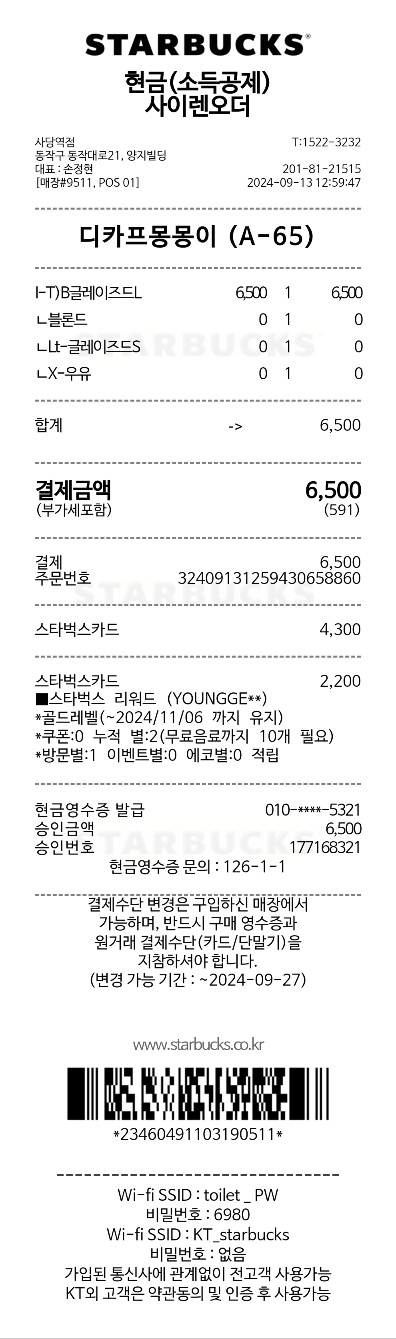 STARBUCKS®
현금(소득공제)
사이렌오더
사당역점 T:1522-3232
동작구 동작대로21, 양지빌딩
대표 : 손정현 201-81-21515
[매장#9511, POS 01] 2024-09-13 12:59:47
디카프몽몽이 (A-65)
I-T)B글레이즈드L 6,500 1 6,500
ㄴ블론드 0 1 0
ㄴLt-글레이즈드S 0 1 0
ㄴX-우유 0 1 0
합계 -> 6,500
결제금액 6,500
(부가세포함) (591)
결제 6,500
주문번호 32409131259430658860
스타벅스카드 4,300
스타벅스카드 2,200
■스타벅스 리워드 (YOUNGGE**)
*골드레벨(~2024/11/06 까지 유지)
*쿠폰:0 누적 별:2(무료음료까지 10개 필요)
*방문별:1 이벤트별:0 에코별:0 적립
현금영수증 발급 010-****-5321
승인금액 6,500
승인번호 177168321
현금영수증 문의 : 126-1-1
결제수단 변경은 구입하신 매장에서
가능하며, 반드시 구매 영수증과
원거래 결제수단(카드/단말기)을
지참하셔야 합니다.
(변경 가능 기간 : ~2024-09-27)
www.starbucks.co.kr
*23460491103190511*
Wi-fi SSID : toilet _ PW
비밀번호 : 6980
Wi-fi SSID : KT_starbucks
비밀번호 : 없음
가입된 통신사에 관계없이 전고객 사용가능
KT외 고객은 약관동의 및 인증 후 사용가능